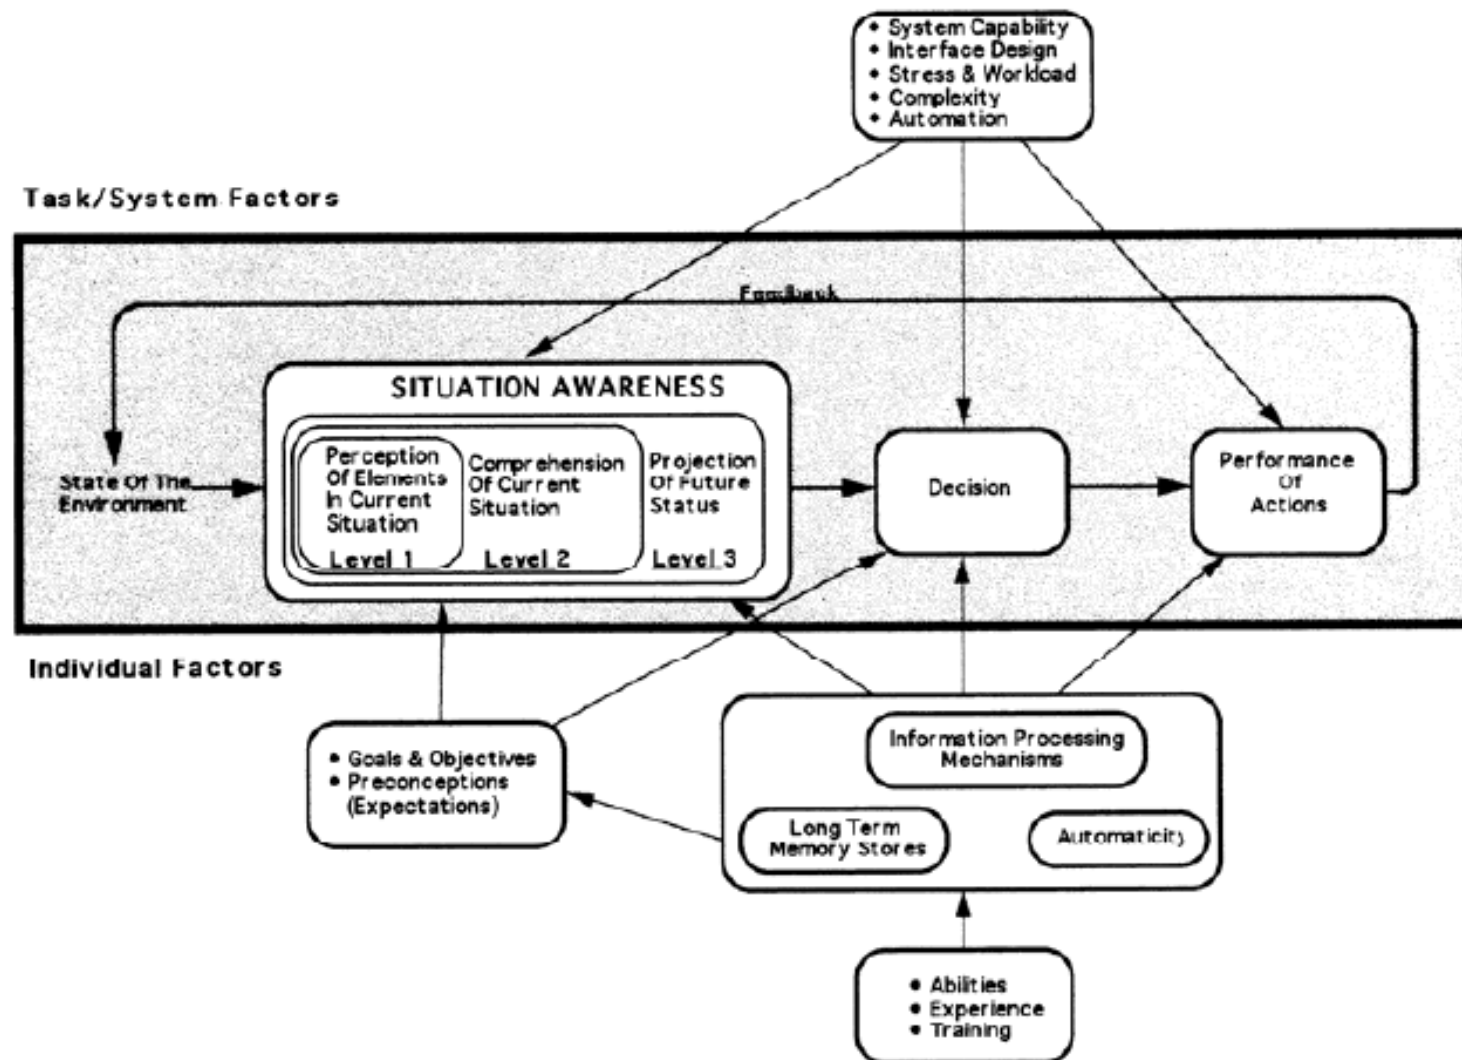 • System Capability
• Interface Design
• Stress & Workload
• Complexity
• Automation
Task/System Factors
Feedback
SITUATION AWARENESS
State Of The
Environment
Perception
Of Elements
In Current
Situation
Level 1
Comprehension
Of Current
Situation
Level 2
Projection
Of Future
Status
Level 3
Decision
Performance
Of
Actions
Individual Factors
• Goals & Objectives
• Preconceptions
(Expectations)
Information Processing
Mechanisms
Long Term
Memory Stores
Automaticity
• Abilities
• Experience
• Training